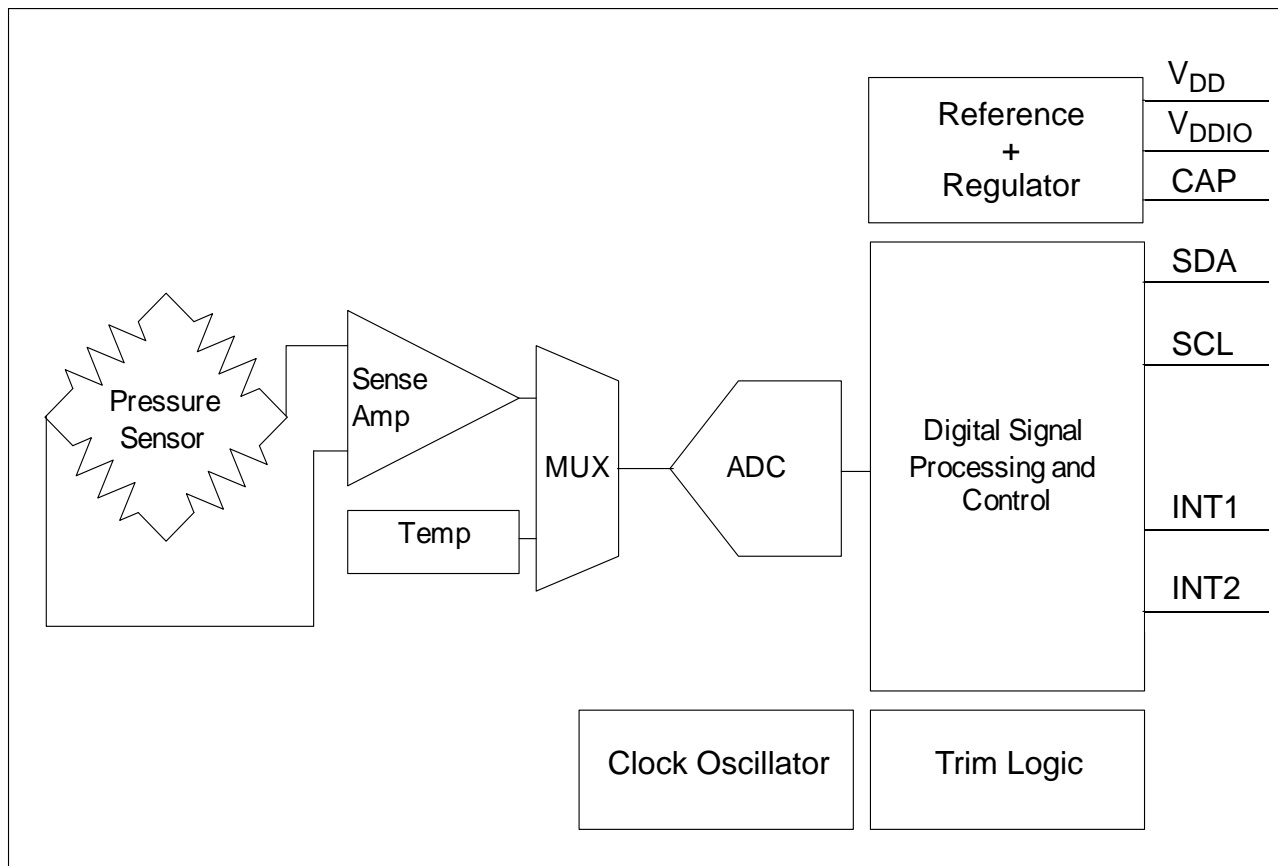 V_DD
Reference
+
Regulator
V_DDIO
CAP
SDA
SCL
Pressure
Sensor
Sense
Amp
Temp
MUX
ADC
Digital Signal
Processing and
Control
INT1
INT2
Clock Oscillator
Trim Logic